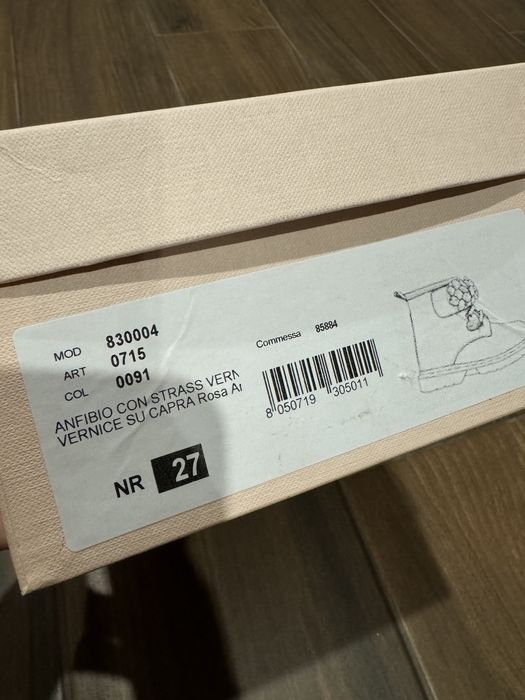 MOD 830004
ART 0715
COL 0091
ANFIBIO CON STRASS
VERNICE SU CAPRA Rosa
NR 27
Commessa 85884
8 050719 305011